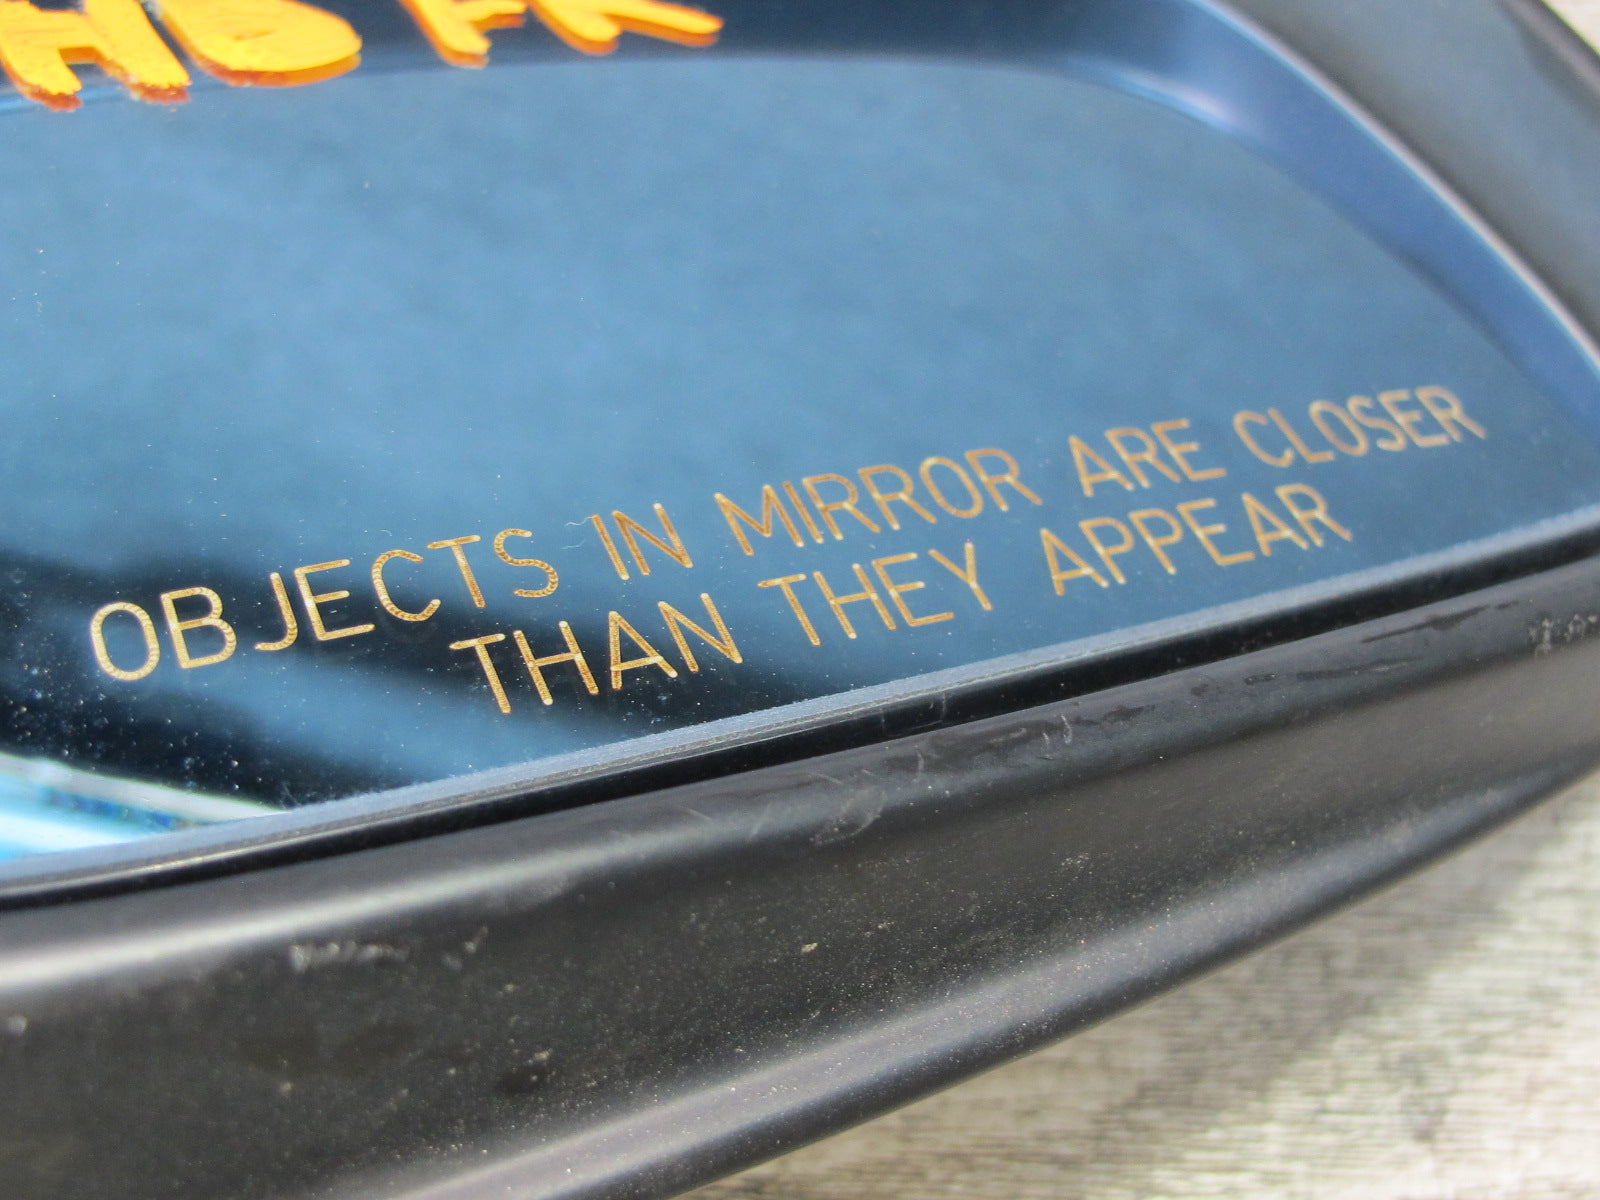 OBJECTS IN MIRROR ARE CLOSER
THAN THEY APPEAR